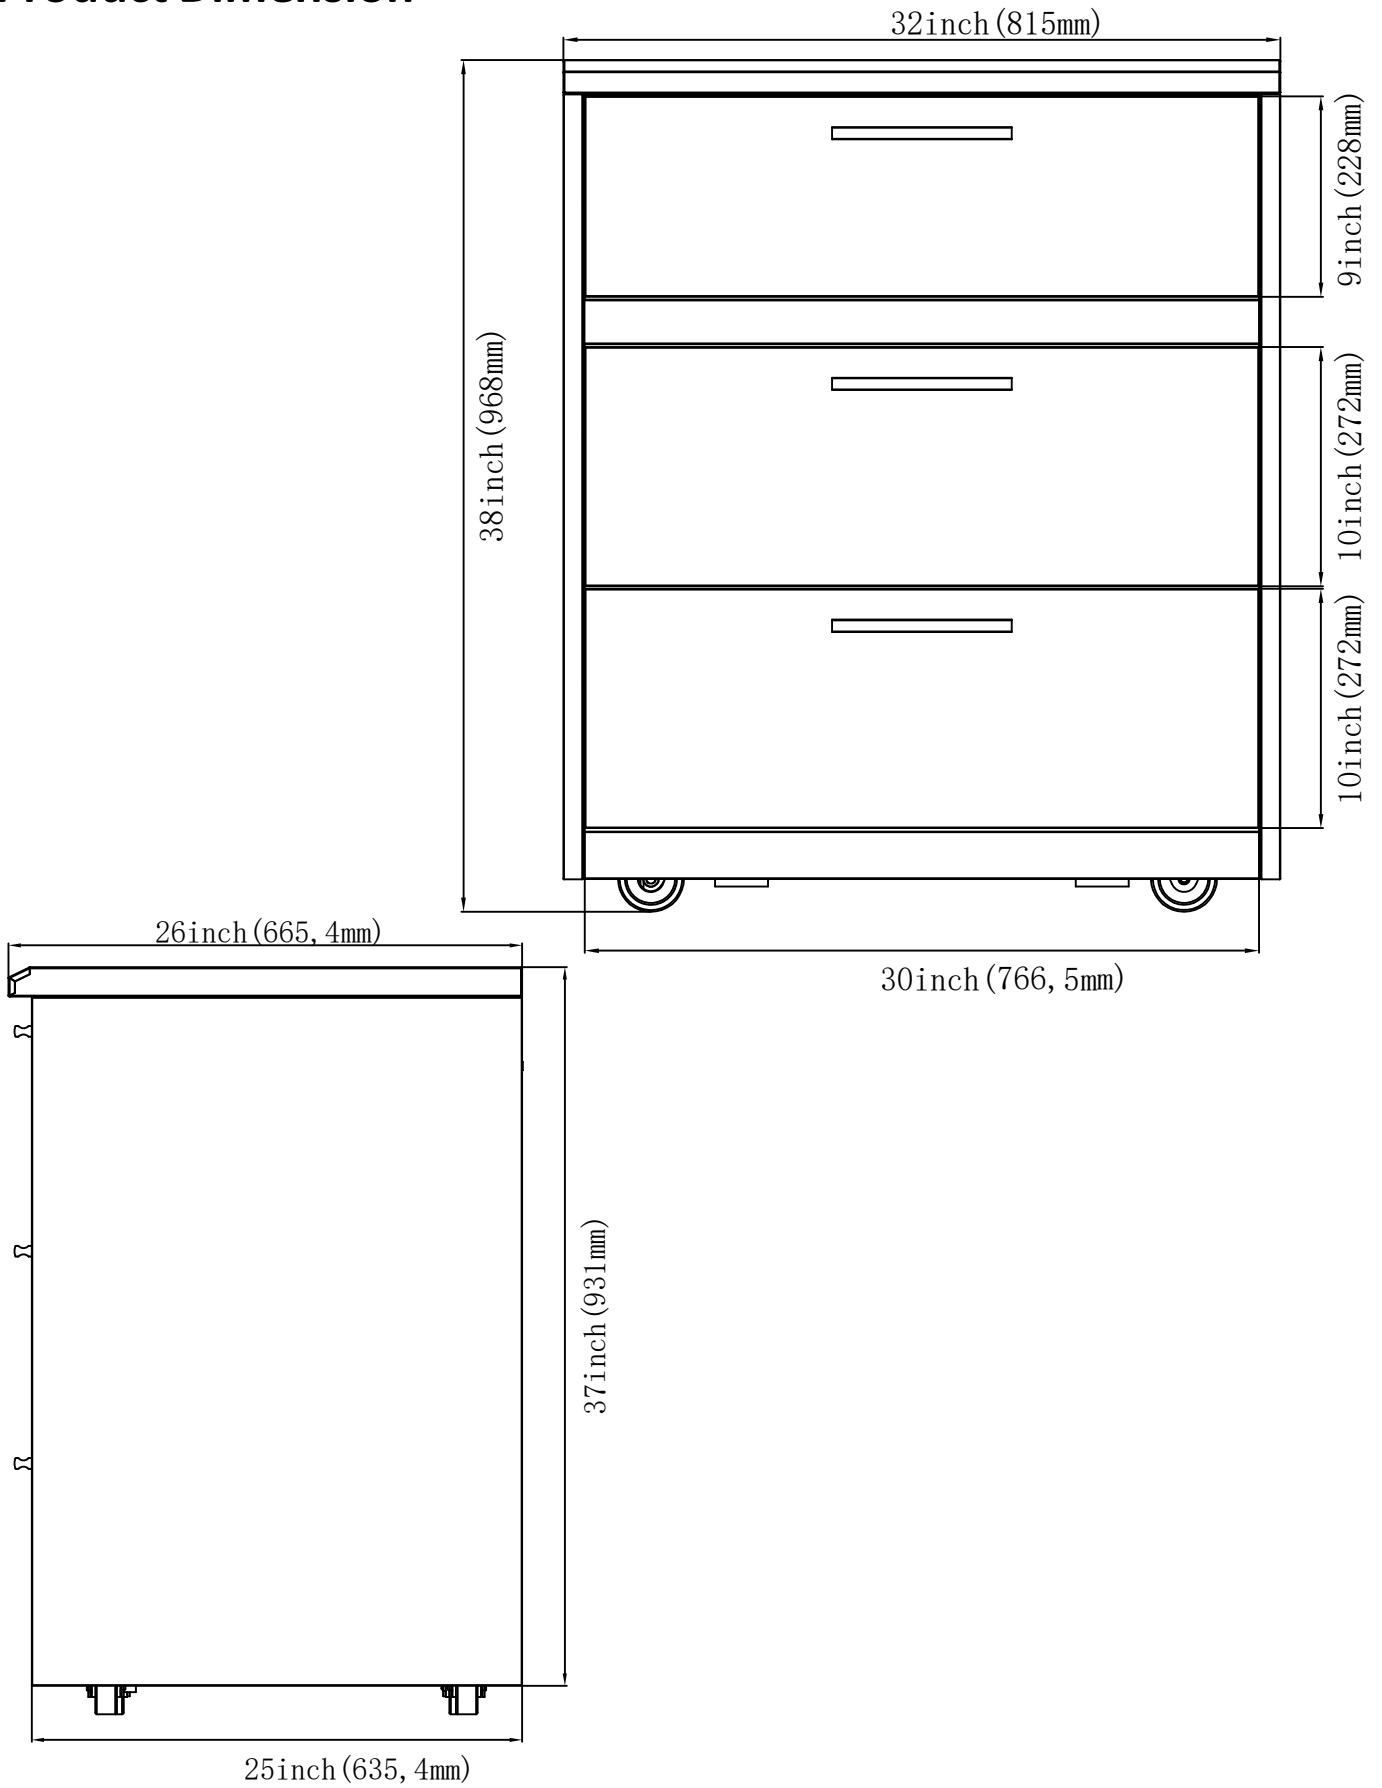 Product Dimension
32inch(815mm)
9inch(228mm)
38inch(968mm)
10inch(272mm)
10inch(272mm)
26inch(665,4mm)
30inch(766,5mm)
37inch(931mm)
25inch(635,4mm)